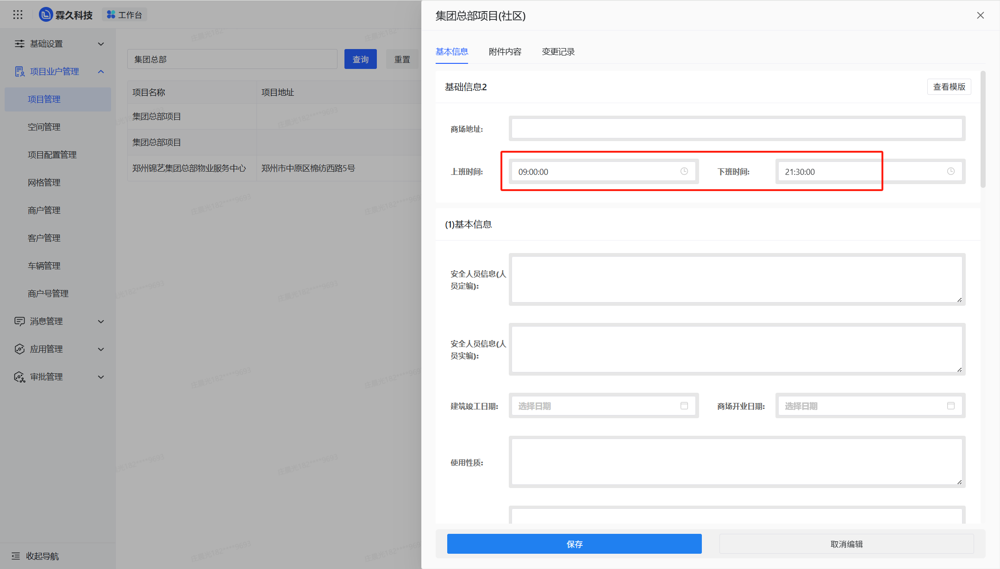 霖久科技
工作台
基础设置
项目业户管理
项目管理
空间管理
项目配置管理
网格管理
商户管理
客户管理
车辆管理
商户号管理
消息管理
应用管理
审批管理
收起导航
集团总部
查询
重置
项目名称 项目地址
集团总部项目
集团总部项目
郑州锦艺集团总部物业服务中心 郑州市中原区棉纺西路5号
集团总部项目(社区)
基本信息 附件内容 变更记录
基础信息2
查看模版
商场地址:
上班时间: 09:00:00 下班时间: 21:30:00
(1)基本信息
安全人员信息(人
员定编):
安全人员信息(人
员实编):
建筑竣工日期: 选择日期 商场开业日期: 选择日期
使用性质:
保存 取消编辑
庄晨光182****9693